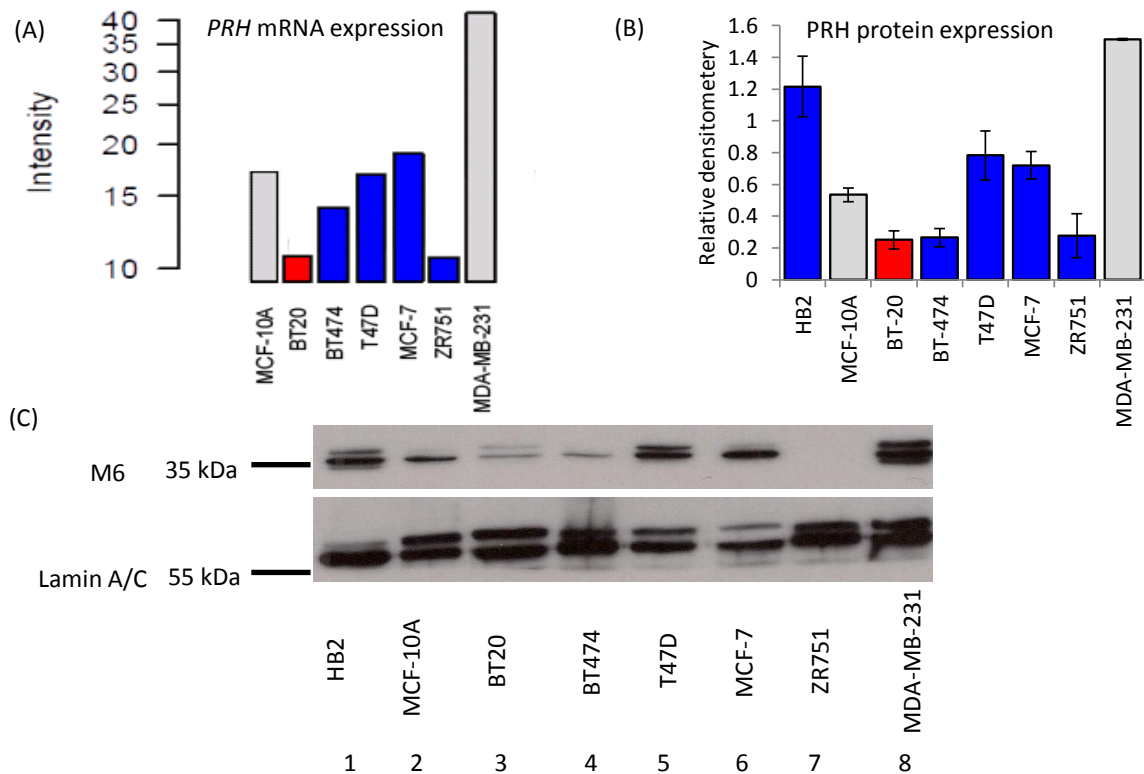 (A)
PRH mRNA expression
Intensity
40
35
30
25
20
15
10
MCF-10A
BT20
BT474
T47D
MCF-7
ZR751
MDA-MB-231
(B)
PRH protein expression
Relative densitometery
1.6
1.4
1.2
1
0.8
0.6
0.4
0.2
0
HB2
MCF-10A
BT-20
BT-474
T47D
MCF-7
ZR751
MDA-MB-231
(C)
M6
35 kDa
Lamin A/C
55 kDa
HB2
MCF-10A
BT20
BT474
T47D
MCF-7
ZR751
MDA-MB-231
1 2 3 4 5 6 7 8